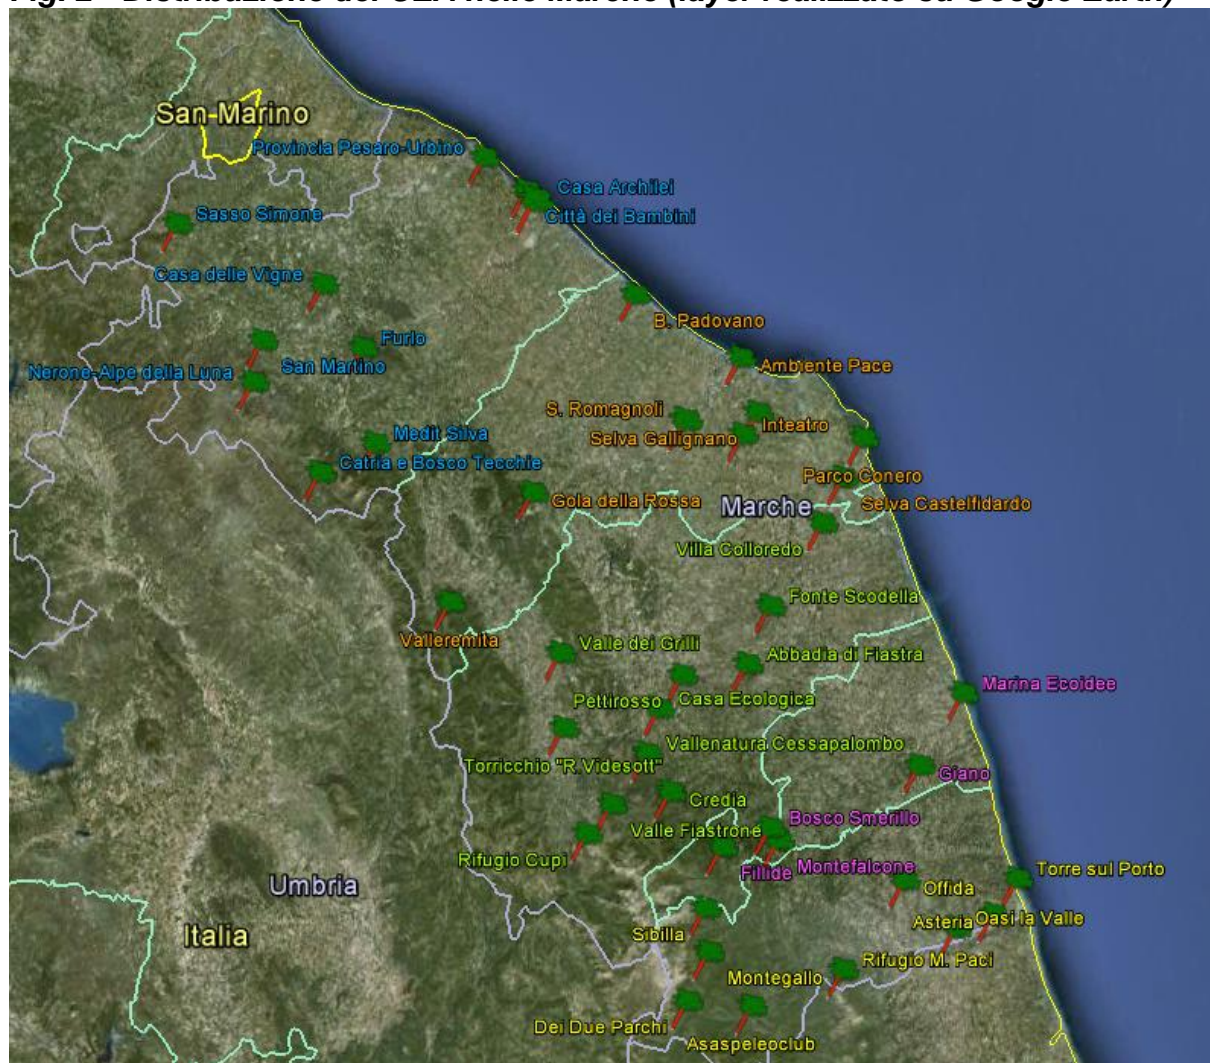 Fig. 2 - Distribuzione dei CEA nelle Marche (layer realizzato su Google Earth)
San Marino
Provincia Pesaro-Urbino
Casa Archilei
Città dei Bambini
Sasso Simone
Casa delle Vigne
B. Padovano
Furlo
San Martino
Nerone-Alpe della Luna
Ambiente Pace
S. Romagnoli
Inteatro
Selva Gallignano
Medit Silva
Catria e Bosco Tecchie
Parco Conero
Gola della Rossa
Marche
Selva Castelfidardo
Villa Colloredo
Fonte Scodella
Valleremita
Valle dei Grilli
Abbadia di Fiastra
Marina Ecoidee
Pettirosso
Casa Ecologica
Vallenatura Cessapalombo
Torricchio "R.Videsott"
Giano
Credia
Bosco Smerillo
Valle Fiastrone
Rifugio Cupi
Fillide
Montefalcone
Torre sul Porto
Umbria
Offida
Asteria
Oasi la Valle
Italia
Sibilla
Rifugio M. Paci
Montegallo
Dei Due Parchi
Asaspeleoclub